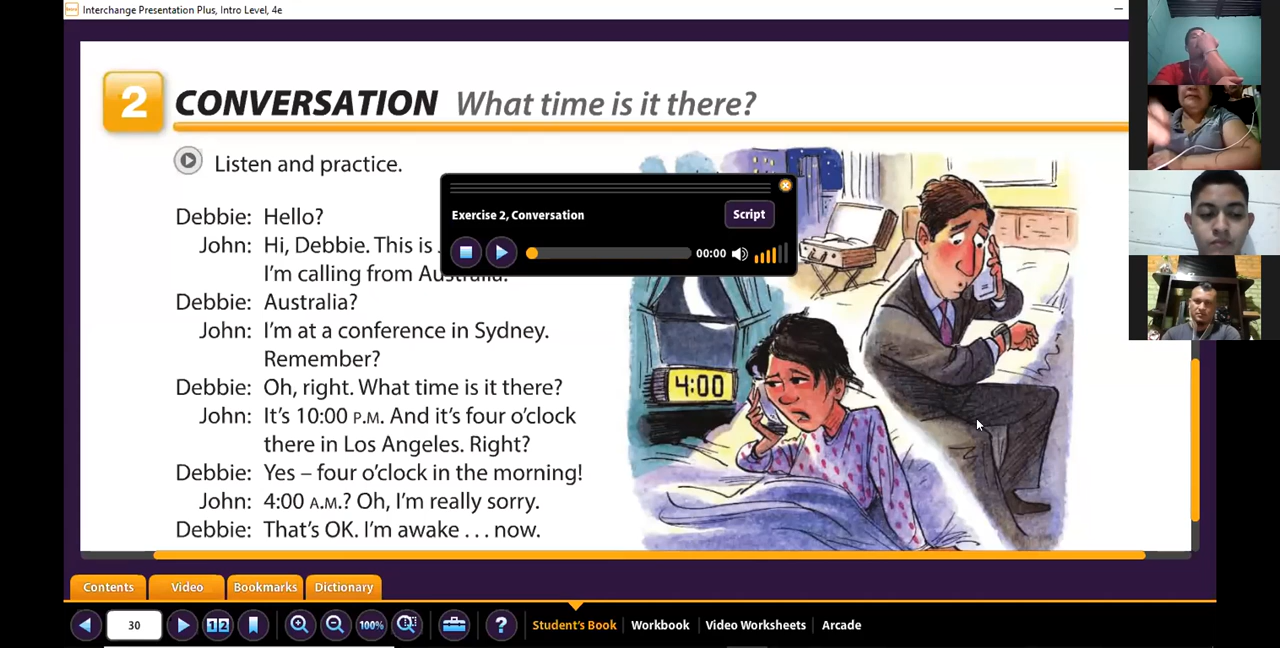 Interchange Presentation Plus, Intro Level, 4e
2 CONVERSATION What time is it there?
Listen and practice.
Debbie: Hello?
John: Hi, Debbie. This is
I'm calling from Australia.
Debbie: Australia?
John: I'm at a conference in Sydney.
Remember?
Debbie: Oh, right. What time is it there?
John: It's 10:00 P.M. And it's four o'clock
there in Los Angeles. Right?
Debbie: Yes – four o'clock in the morning!
John: 4:00 A.M.? Oh, I'm really sorry.
Debbie: That's OK. I'm awake . . . now.
Exercise 2, Conversation
Script
00:00
4:00
Contents
Video
Bookmarks
Dictionary
30
1 2
100%
?
Student's Book
Workbook
Video Worksheets
Arcade